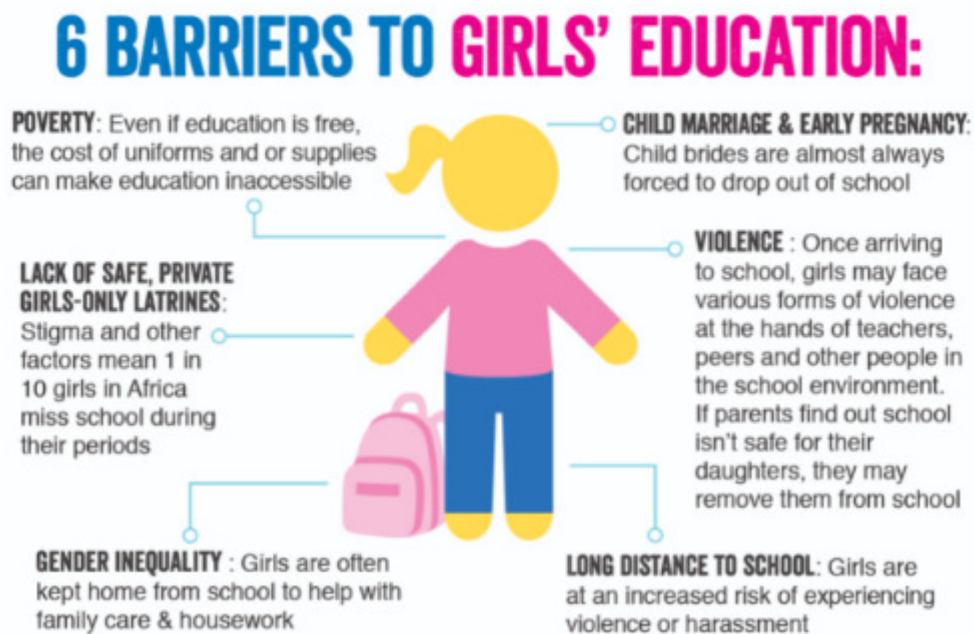 6 BARRIERS TO GIRLS' EDUCATION:
POVERTY: Even if education is free,
the cost of uniforms and or supplies
can make education inaccessible
CHILD MARRIAGE & EARLY PREGNANCY:
Child brides are almost always
forced to drop out of school
LACK OF SAFE, PRIVATE
GIRLS-ONLY LATRINES:
Stigma and other
factors mean 1 in
10 girls in Africa
miss school during
their periods
VIOLENCE : Once arriving
to school, girls may face
various forms of violence
at the hands of teachers,
peers and other people in
the school environment.
If parents find out school
isn't safe for their
daughters, they may
remove them from school
GENDER INEQUALITY : Girls are often
kept home from school to help with
family care & housework
LONG DISTANCE TO SCHOOL: Girls are
at an increased risk of experiencing
violence or harassment